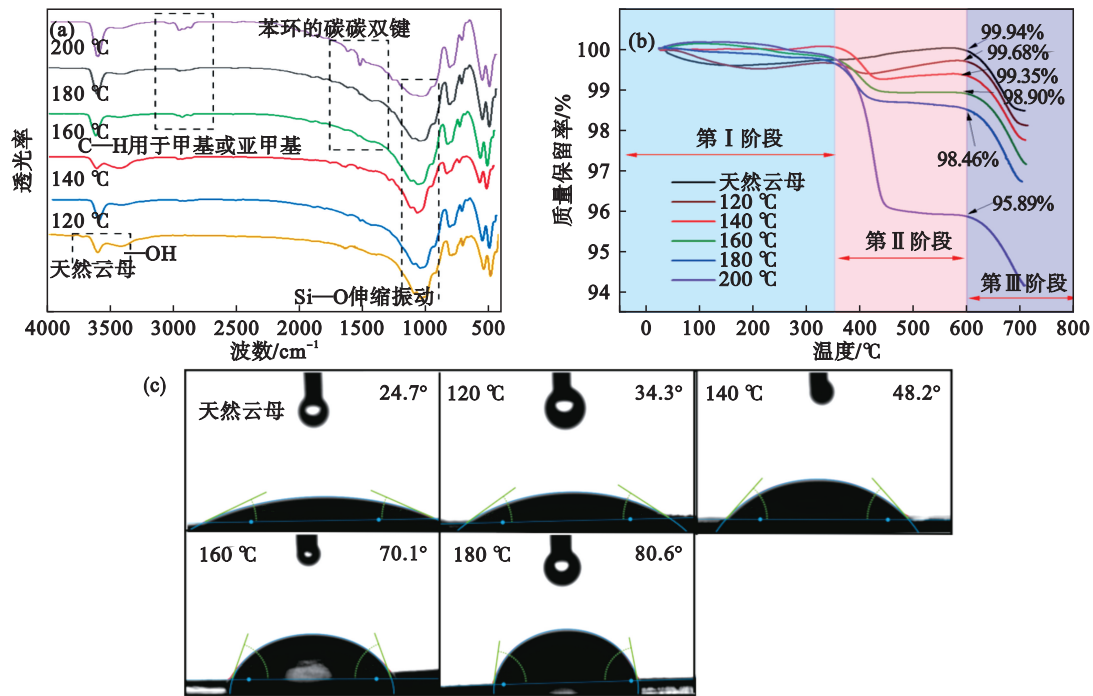 (a)
苯环的碳碳双键
200 ℃
180 ℃
160 ℃
C—H用于甲基或亚甲基
140 ℃
120 ℃
天然云母
—OH
Si—O伸缩振动
透光率
4000 3500 3000 2500 2000 1500 1000 500
波数/cm⁻¹
(b)
99.94%
99.68%
99.35%
98.90%
98.46%
95.89%
第Ⅰ阶段
第Ⅱ阶段
第Ⅲ阶段
天然云母
120 ℃
140 ℃
160 ℃
180 ℃
200 ℃
质量保留率/%
100
99
98
97
96
95
94
0 100 200 300 400 500 600 700 800
温度/℃
(c)
天然云母 24.7°
120 ℃ 34.3°
140 ℃ 48.2°
160 ℃ 70.1°
180 ℃ 80.6°